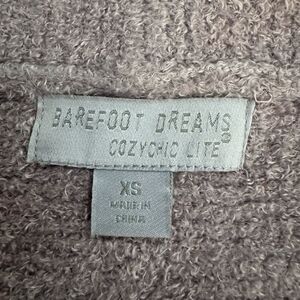 BAREFOOT DREAMS
COZYCHIC LITE®
XS
MADE IN
CHINA